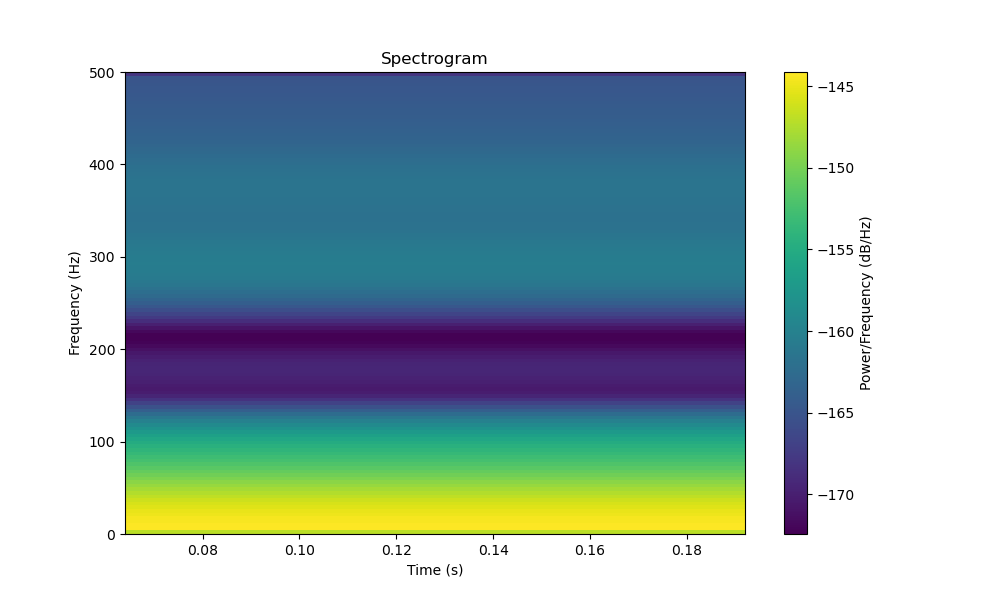 Spectrogram
500
400
300
200
100
0
Frequency (Hz)
0.08 0.10 0.12 0.14 0.16 0.18
Time (s)
−145
−150
−155
−160
−165
−170
Power/Frequency (dB/Hz)